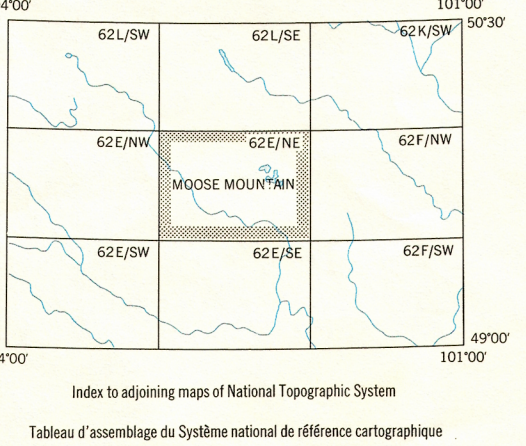 4°00' 101°00'
50°30'
62L/SW 62L/SE 62K/SW
62E/NW 62E/NE 62F/NW
MOOSE MOUNTAIN
62E/SW 62E/SE 62F/SW
49°00'
4°00' 101°00'
Index to adjoining maps of National Topographic System
Tableau d'assemblage du Système national de référence cartographique